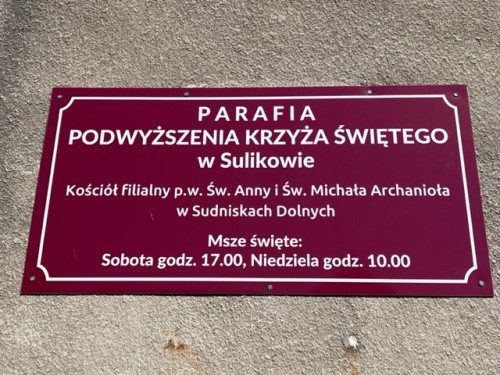 PARAFIA
PODWYŻSZENIA KRZYŻA ŚWIĘTEGO
w Sulikowie
Kościół filialny p.w. Św. Anny i Św. Michała Archanioła
w Sudniskach Dolnych
Msze święte:
Sobota godz. 17.00, Niedziela godz. 10.00